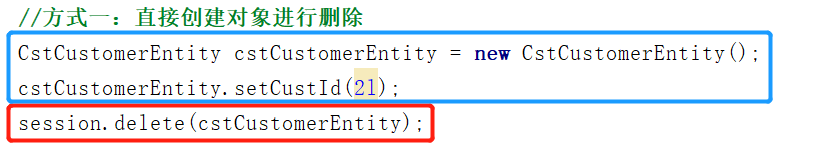 //方式一：直接创建对象进行删除
CstCustomerEntity cstCustomerEntity = new CstCustomerEntity();
cstCustomerEntity.setCustId(2l);
session.delete(cstCustomerEntity);